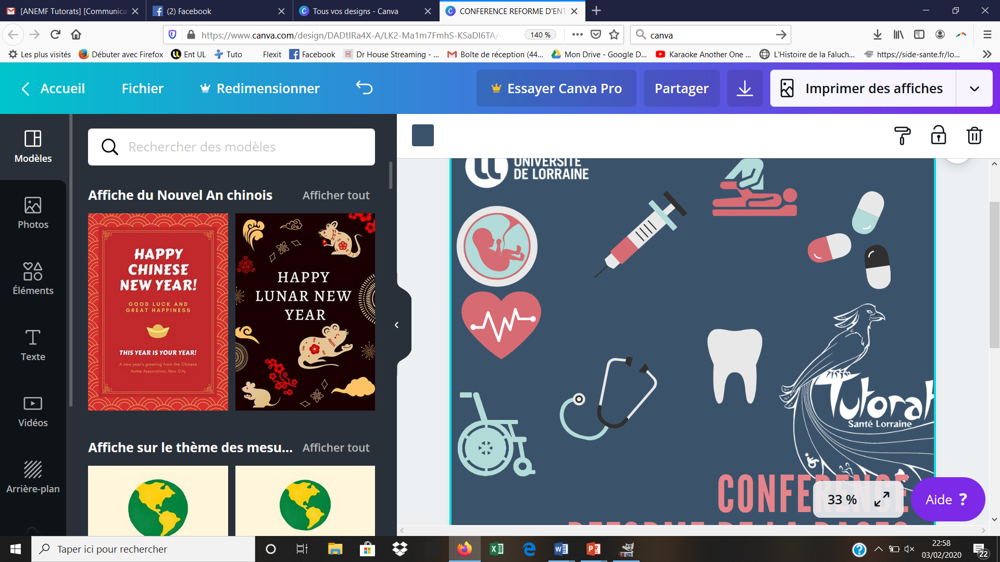 [ANEMF Tutorats] [Communica
(2) Facebook
Tous vos designs - Canva
CONFERENCE REFORME D'ENT
https://www.canva.com/design/DADtIRa4X-A/LK2-Ma1m7FmhS-KSaDI6TA/
140 %
canva
Les plus visités
Débuter avec Firefox
Ent UL
Tuto
Flexit
Facebook
Dr House Streaming - ...
Boîte de réception (44...
Mon Drive - Google D...
Karaoke Another One ...
L'Histoire de la Faluch...
https://side-sante.fr/lo...
Accueil
Fichier
Redimensionner
Essayer Canva Pro
Partager
Imprimer des affiches
Modèles
Photos
Éléments
Texte
Vidéos
Arrière-plan
Rechercher des modèles
Affiche du Nouvel An chinois
Afficher tout
HAPPY
CHINESE
NEW YEAR!
GOOD LUCK AND
GREAT HAPPINESS
THIS YEAR IS YOUR YEAR!
A new year's greeting from the Chinese
Home Association, New City
HAPPY
LUNAR NEW
YEAR
Affiche sur le thème des mesu...
Afficher tout
UNIVERSITÉ
DE LORRAINE
Tutorat
Santé Lorraine
CONFERENCE
REFORME DE LA PACES
33 %
Aide ?
Taper ici pour rechercher
22:58
03/02/2020
22